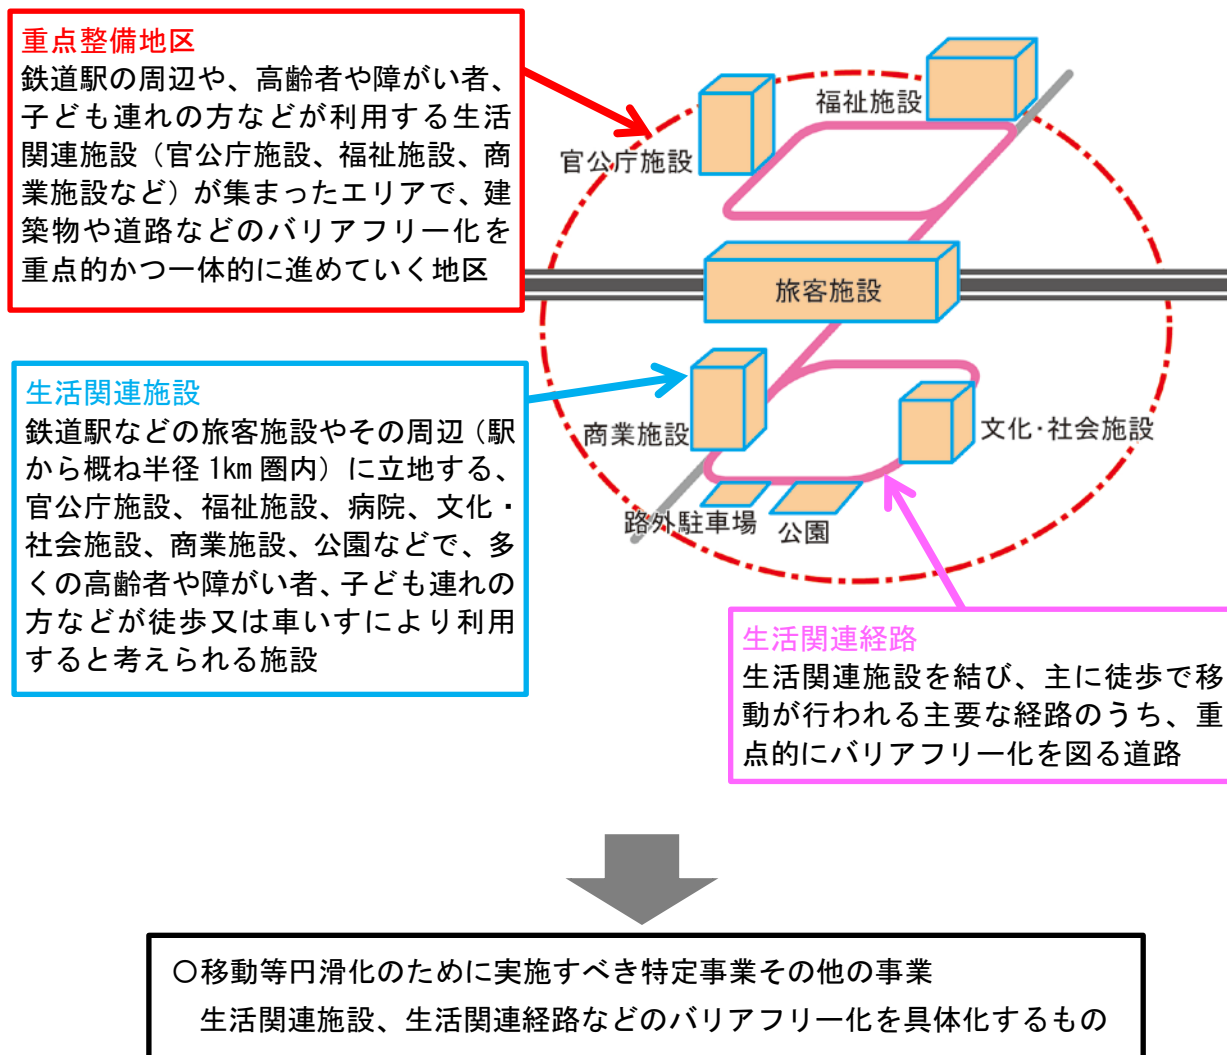 重点整備地区
鉄道駅の周辺や、高齢者や障がい者、
子ども連れの方などが利用する生活
関連施設（官公庁施設、福祉施設、商
業施設など）が集まったエリアで、建
築物や道路などのバリアフリー化を
重点的かつ一体的に進めていく地区
福祉施設
官公庁施設
旅客施設
生活関連施設
鉄道駅などの旅客施設やその周辺（駅
から概ね半径 1km 圏内）に立地する、
官公庁施設、福祉施設、病院、文化・
社会施設、商業施設、公園などで、多
くの高齢者や障がい者、子ども連れの
方などが徒歩又は車いすにより利用
すると考えられる施設
商業施設
文化・社会施設
路外駐車場
公園
生活関連経路
生活関連施設を結び、主に徒歩で移
動が行われる主要な経路のうち、重
点的にバリアフリー化を図る道路
〇移動等円滑化のために実施すべき特定事業その他の事業
生活関連施設、生活関連経路などのバリアフリー化を具体化するもの